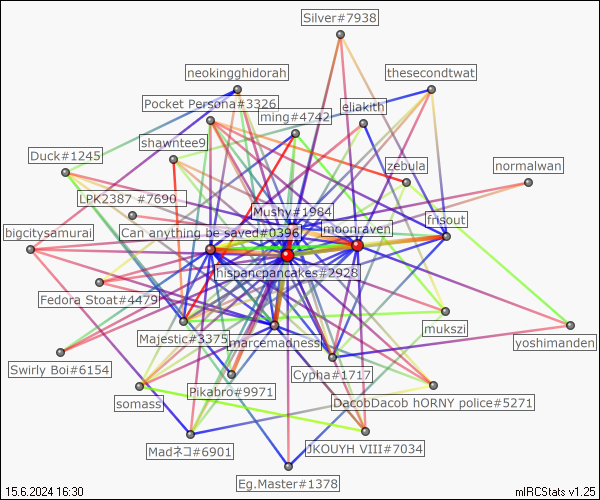 Silver#7938
neokingghidorah
thesecondtwat
Pocket Persona#3326
eliakith
ming#4742
shawntee9
Duck#1245
zebula
normalwan
LPK2387 #7690
Mushy#1984
frisout
bigcitysamurai
Can anything be saved#0396
moonraven
hispancpancakes#2928
Fedora Stoat#4479
mukszi
Majestic#3375
marcemadness
yoshimanden
Swirly Boi#6154
Cypha#1717
Pikabro#9971
somass
DacobDacob hORNY police#5271
Madネコ#6901
JKOUYH VIII#7034
Eg.Master#1378
15.6.2024 16:30
mIRCStats v1.25